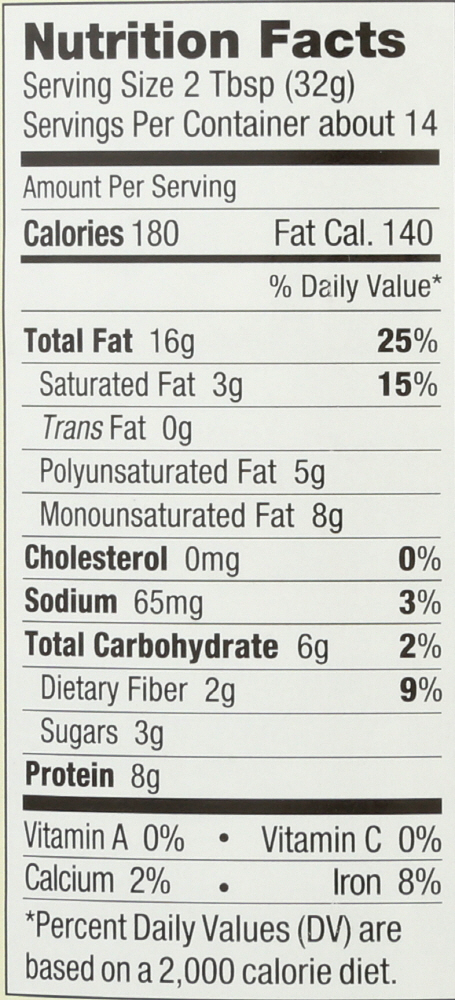 Nutrition Facts
Serving Size 2 Tbsp (32g)
Servings Per Container about 14
Amount Per Serving
Calories 180 Fat Cal. 140
% Daily Value*
Total Fat 16g 25%
Saturated Fat 3g 15%
Trans Fat 0g
Polyunsaturated Fat 5g
Monounsaturated Fat 8g
Cholesterol 0mg 0%
Sodium 65mg 3%
Total Carbohydrate 6g 2%
Dietary Fiber 2g 9%
Sugars 3g
Protein 8g
Vitamin A 0% • Vitamin C 0%
Calcium 2% • Iron 8%
*Percent Daily Values (DV) are
based on a 2,000 calorie diet.